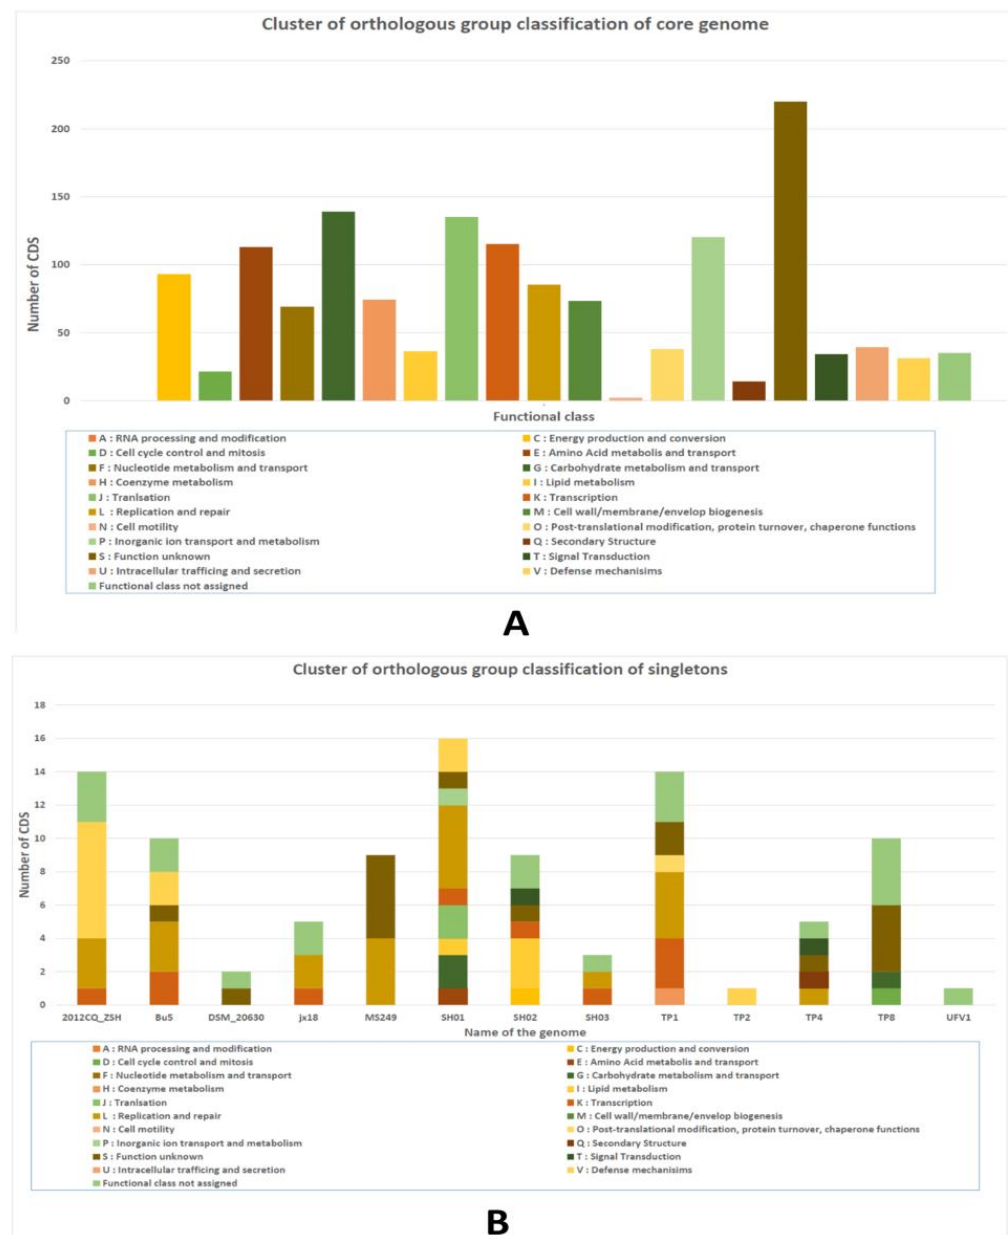 Cluster of orthologous group classification of core genome
250
200
150
100
50
0
Number of CDS
Functional class
A : RNA processing and modification
C : Energy production and conversion
D : Cell cycle control and mitosis
E : Amino Acid metabolis and transport
F : Nucleotide metabolism and transport
G : Carbohydrate metabolism and transport
H : Coenzyme metabolism
I : Lipid metabolism
J : Tranlsation
K : Transcription
L : Replication and repair
M : Cell wall/membrane/envelop biogenesis
N : Cell motility
O : Post-translational modification, protein turnover, chaperone functions
P : Inorganic ion transport and metabolism
Q : Secondary Structure
S : Function unknown
T : Signal Transduction
U : Intracellular trafficing and secretion
V : Defense mechanisims
Functional class not assigned
A
Cluster of orthologous group classification of singletons
18
16
14
12
10
8
6
4
2
0
Number of CDS
2012CQ_ZSH Bu5 DSM_20630 jx18 MS249 SH01 SH02 SH03 TP1 TP2 TP4 TP8 UFV1
Name of the genome
A : RNA processing and modification
C : Energy production and conversion
D : Cell cycle control and mitosis
E : Amino Acid metabolis and transport
F : Nucleotide metabolism and transport
G : Carbohydrate metabolism and transport
H : Coenzyme metabolism
I : Lipid metabolism
J : Tranlsation
K : Transcription
L : Replication and repair
M : Cell wall/membrane/envelop biogenesis
N : Cell motility
O : Post-translational modification, protein turnover, chaperone functions
P : Inorganic ion transport and metabolism
Q : Secondary Structure
S : Function unknown
T : Signal Transduction
U : Intracellular trafficing and secretion
V : Defense mechanisims
Functional class not assigned
B